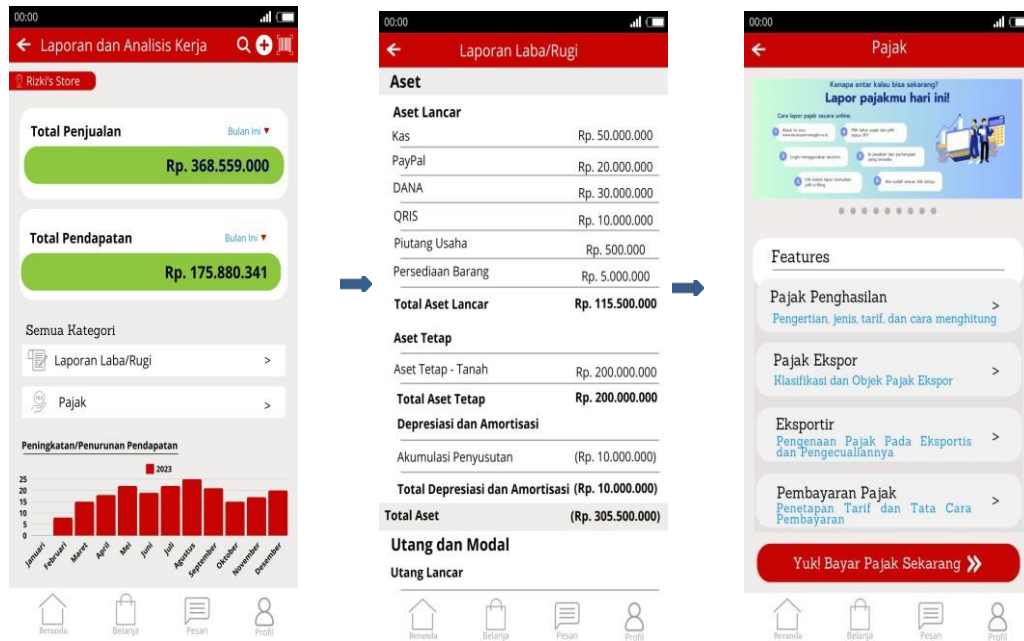 00:00
Laporan dan Analisis Kerja
Rizki's Store
Total Penjualan
Bulan Ini
Rp. 368.559.000
Total Pendapatan
Bulan Ini
Rp. 175.880.341
Semua Kategori
Laporan Laba/Rugi >
Pajak >
Peningkatan/Penurunan Pendapatan
2023
25
20
15
10
5
0
Januari Februari Maret April Mei Juni Juli Agustus September Oktober November Desember
Beranda Belanja Pesan Profil
00:00
Laporan Laba/Rugi
Aset
Aset Lancar
Kas Rp. 50.000.000
PayPal Rp. 20.000.000
DANA Rp. 30.000.000
QRIS Rp. 10.000.000
Piutang Usaha Rp. 500.000
Persediaan Barang Rp. 5.000.000
Total Aset Lancar Rp. 115.500.000
Aset Tetap
Aset Tetap - Tanah Rp. 200.000.000
Total Aset Tetap Rp. 200.000.000
Depresiasi dan Amortisasi
Akumulasi Penyusutan (Rp. 10.000.000)
Total Depresiasi dan Amortisasi (Rp. 10.000.000)
Total Aset (Rp. 305.500.000)
Utang dan Modal
Utang Lancar
Beranda Belanja Pesan Profil
00:00
Pajak
Kenapa entar kalau bisa sekarang?
Lapor pajakmu hari ini!
Cara lapor pajak secara online:
Features
Pajak Penghasilan >
Pengertian, jenis, tarif, dan cara menghitung
Pajak Ekspor >
Klasifikasi dan Objek Pajak Ekspor
Eksportir >
Pengenaan Pajak Pada Eksportis
dan Pengecualiannya
Pembayaran Pajak >
Penetapan Tarif dan Tata Cara
Pembayaran
Yuk! Bayar Pajak Sekarang
Beranda Belanja Pesan Profil